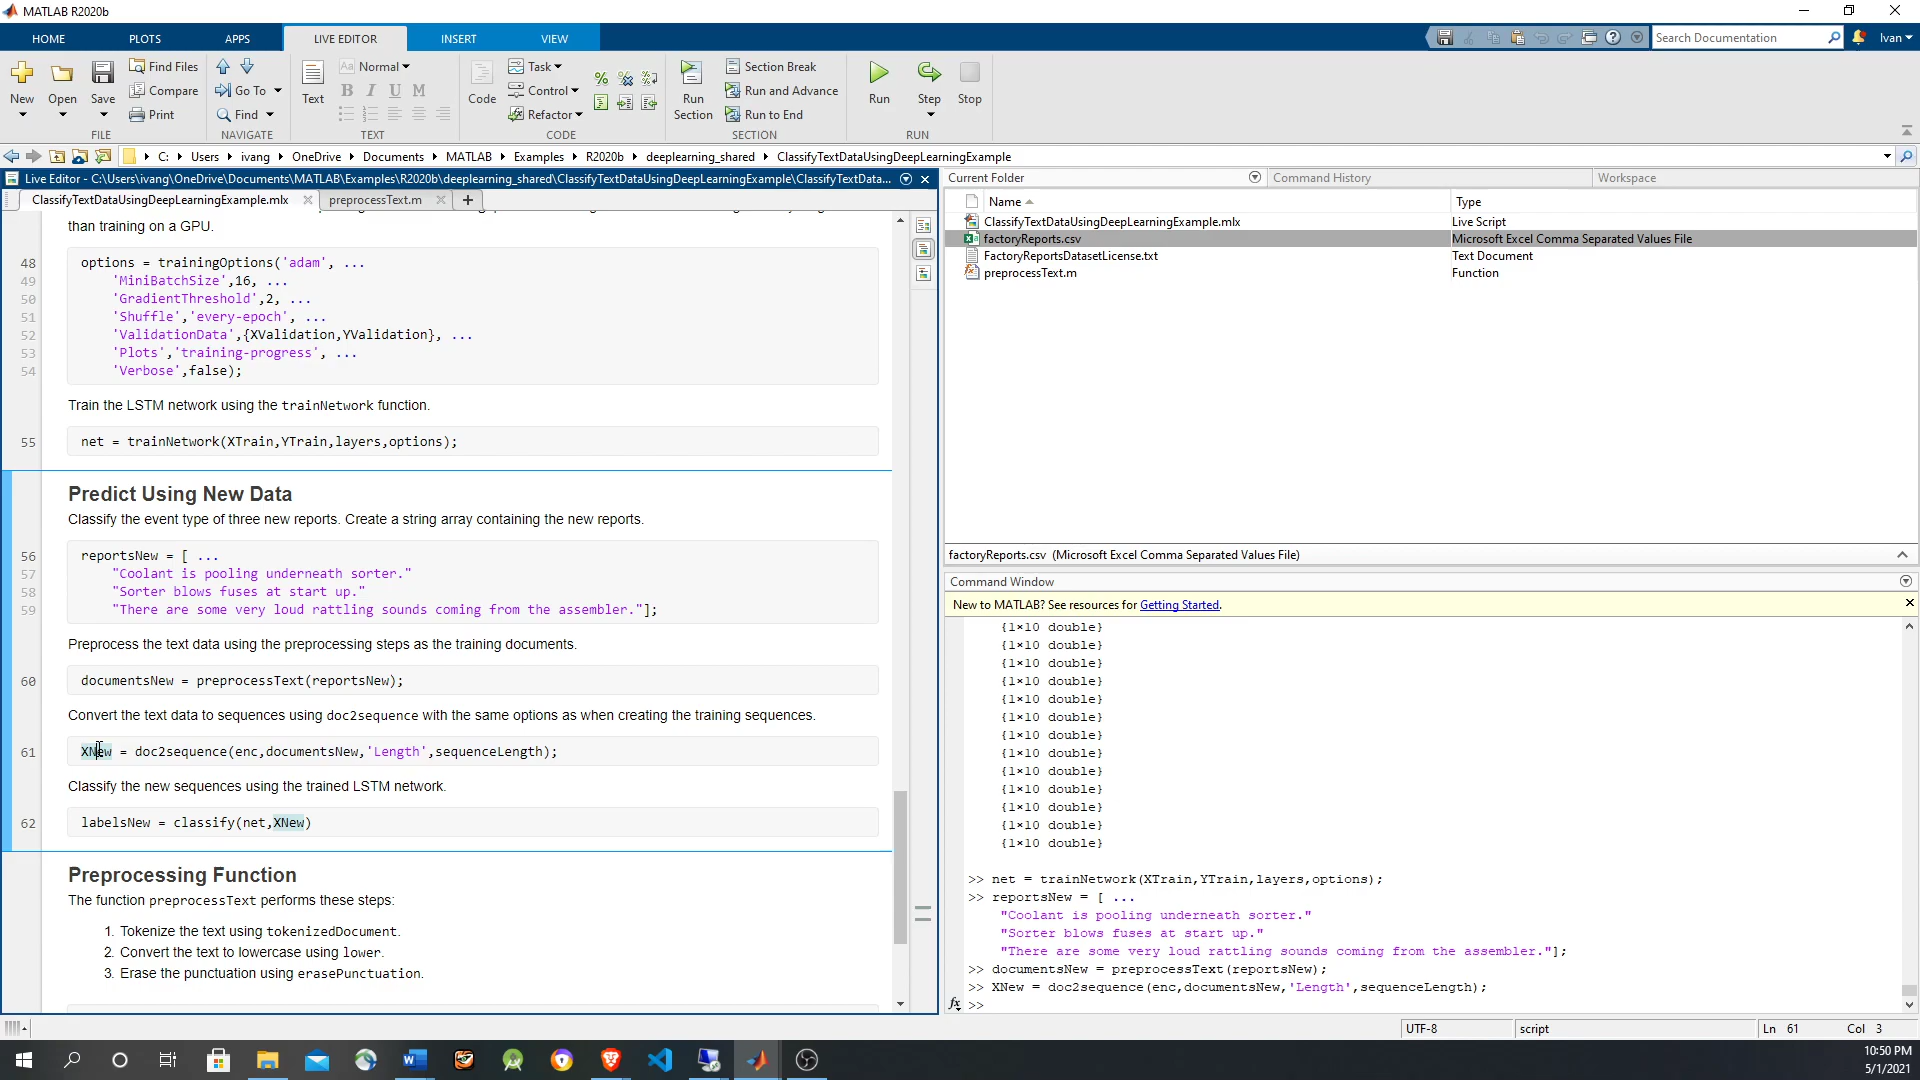 MATLAB R2020b
HOME PLOTS APPS LIVE EDITOR INSERT VIEW
Search Documentation Ivan
New Open Save Find Files Compare Print
FILE
Go To Find
NAVIGATE
Text Aa Normal B I U M
TEXT
Code Task Control Refactor
CODE
Run Section Section Break Run and Advance Run to End
SECTION
Run Step Stop
RUN
C: Users ivang OneDrive Documents MATLAB Examples R2020b deeplearning_shared ClassifyTextDataUsingDeepLearningExample
Live Editor - C:\Users\ivang\OneDrive\Documents\MATLAB\Examples\R2020b\deeplearning_shared\ClassifyTextDataUsingDeepLearningExample\ClassifyTextData...
ClassifyTextDataUsingDeepLearningExample.mlx preprocessText.m
than training on a GPU.
48 options = trainingOptions('adam', ...
49 'MiniBatchSize',16, ...
50 'GradientThreshold',2, ...
51 'Shuffle','every-epoch', ...
52 'ValidationData',{XValidation,YValidation}, ...
53 'Plots','training-progress', ...
54 'Verbose',false);
Train the LSTM network using the trainNetwork function.
55 net = trainNetwork(XTrain,YTrain,layers,options);
Predict Using New Data
Classify the event type of three new reports. Create a string array containing the new reports.
56 reportsNew = [ ...
57 "Coolant is pooling underneath sorter."
58 "Sorter blows fuses at start up."
59 "There are some very loud rattling sounds coming from the assembler."];
Preprocess the text data using the preprocessing steps as the training documents.
60 documentsNew = preprocessText(reportsNew);
Convert the text data to sequences using doc2sequence with the same options as when creating the training sequences.
61 XNew = doc2sequence(enc,documentsNew,'Length',sequenceLength);
Classify the new sequences using the trained LSTM network.
62 labelsNew = classify(net,XNew)
Preprocessing Function
The function preprocessText performs these steps:
1. Tokenize the text using tokenizedDocument.
2. Convert the text to lowercase using lower.
3. Erase the punctuation using erasePunctuation.
Current Folder Command History Workspace
Name Type
ClassifyTextDataUsingDeepLearningExample.mlx Live Script
factoryReports.csv Microsoft Excel Comma Separated Values File
FactoryReportsDatasetLicense.txt Text Document
preprocessText.m Function
factoryReports.csv (Microsoft Excel Comma Separated Values File)
Command Window
New to MATLAB? See resources for Getting Started.
{1×10 double}
{1×10 double}
{1×10 double}
{1×10 double}
{1×10 double}
{1×10 double}
{1×10 double}
{1×10 double}
{1×10 double}
{1×10 double}
{1×10 double}
{1×10 double}
{1×10 double}
>> net = trainNetwork(XTrain,YTrain,layers,options);
>> reportsNew = [ ...
"Coolant is pooling underneath sorter."
"Sorter blows fuses at start up."
"There are some very loud rattling sounds coming from the assembler."];
>> documentsNew = preprocessText(reportsNew);
>> XNew = doc2sequence(enc,documentsNew,'Length',sequenceLength);
fx >>
UTF-8 script Ln 61 Col 3
10:50 PM
5/1/2021